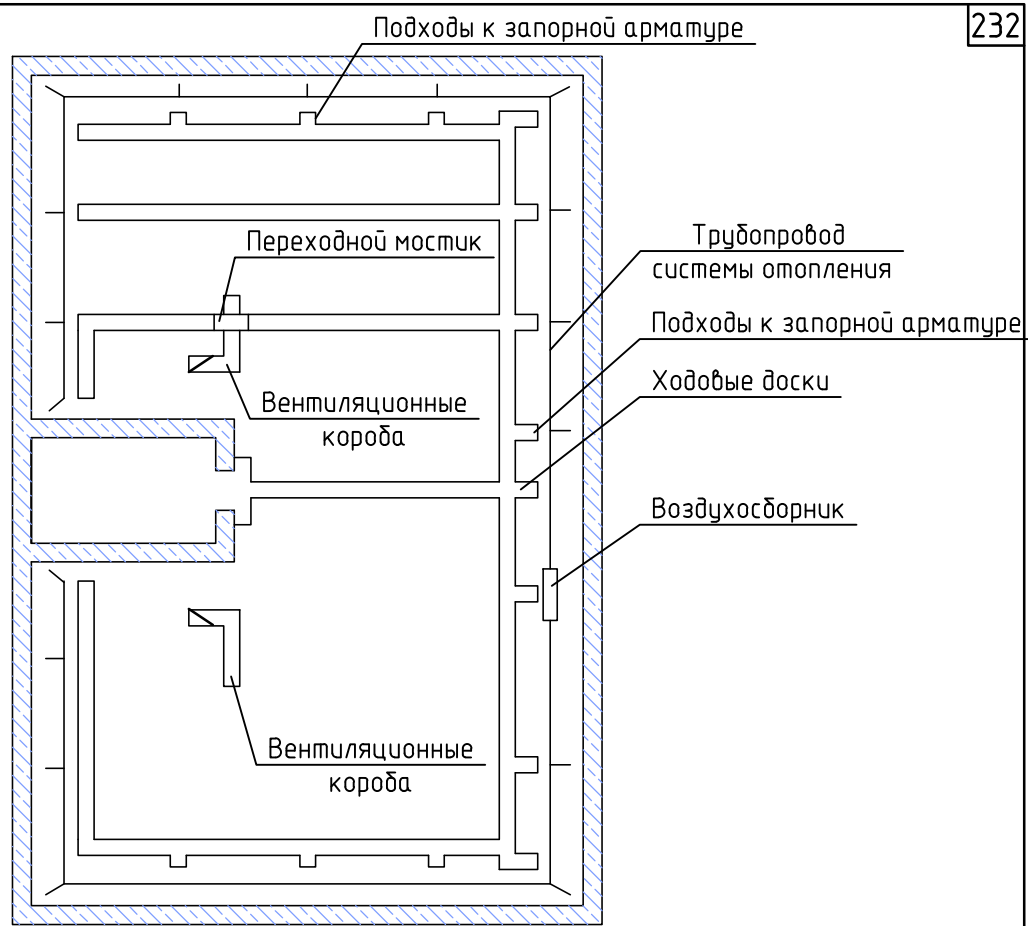 Подходы к запорной арматуре
232
Переходной мостик
Трубопровод
системы отопления
Подходы к запорной арматуре
Ходовые доски
Вентиляционные
короба
Воздухосборник
Вентиляционные
короба